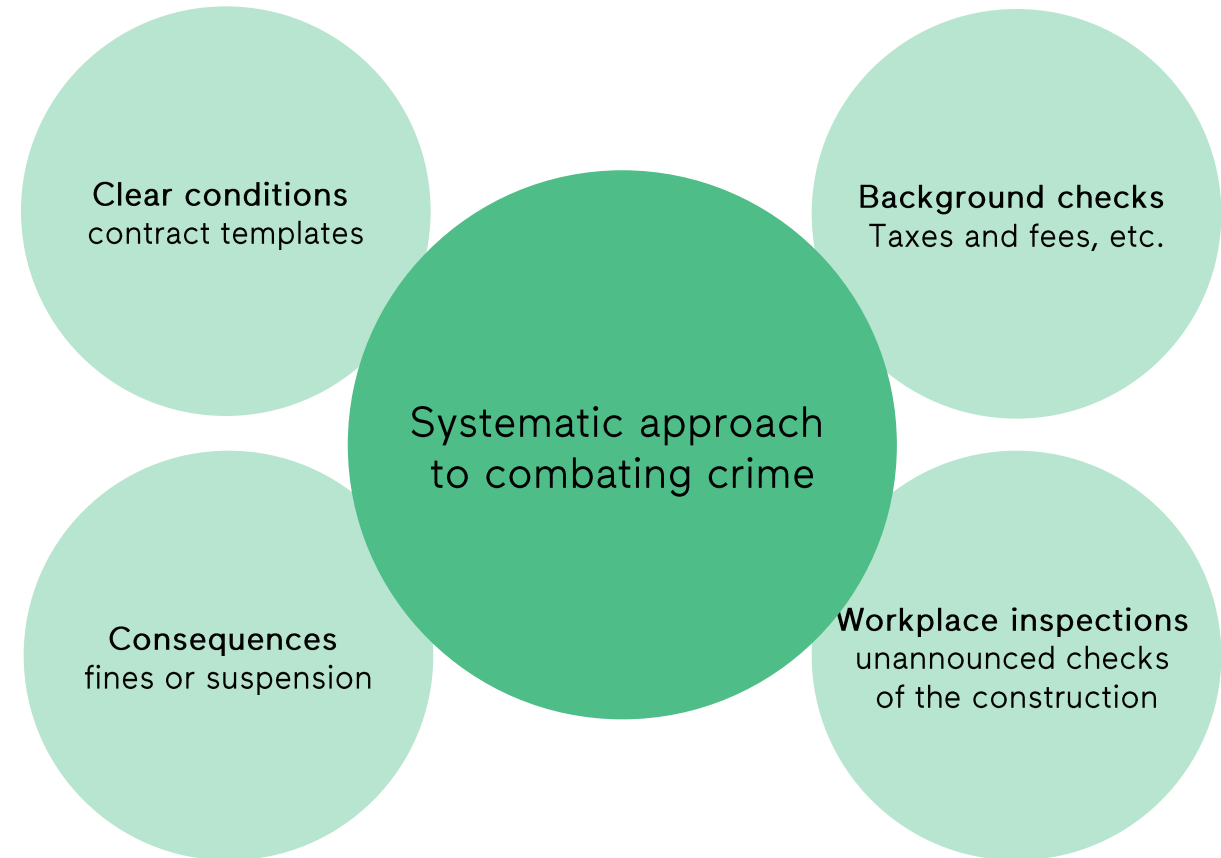 Clear conditions
contract templates
Background checks
Taxes and fees, etc.
Systematic approach
to combating crime
Consequences
fines or suspension
Workplace inspections
unannounced checks
of the construction